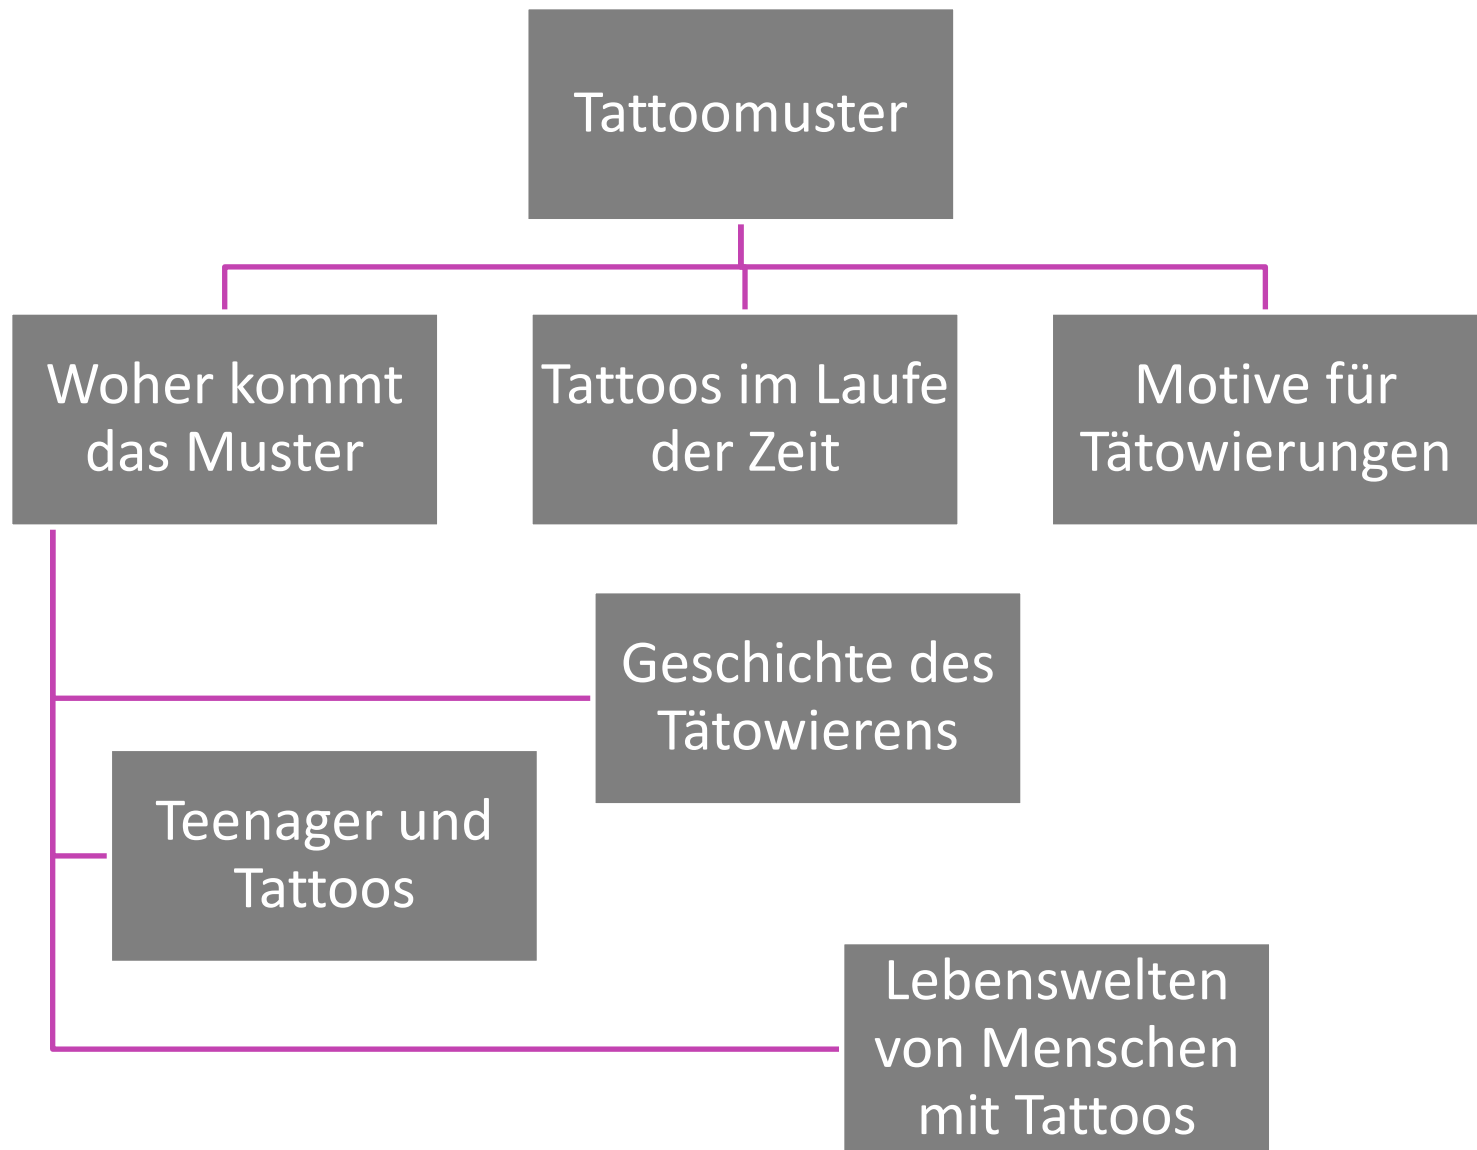 Tattoomuster
Woher kommt
das Muster
Tattoos im Laufe
der Zeit
Motive für
Tätowierungen
Geschichte des
Tätowierens
Teenager und
Tattoos
Lebenswelten
von Menschen
mit Tattoos